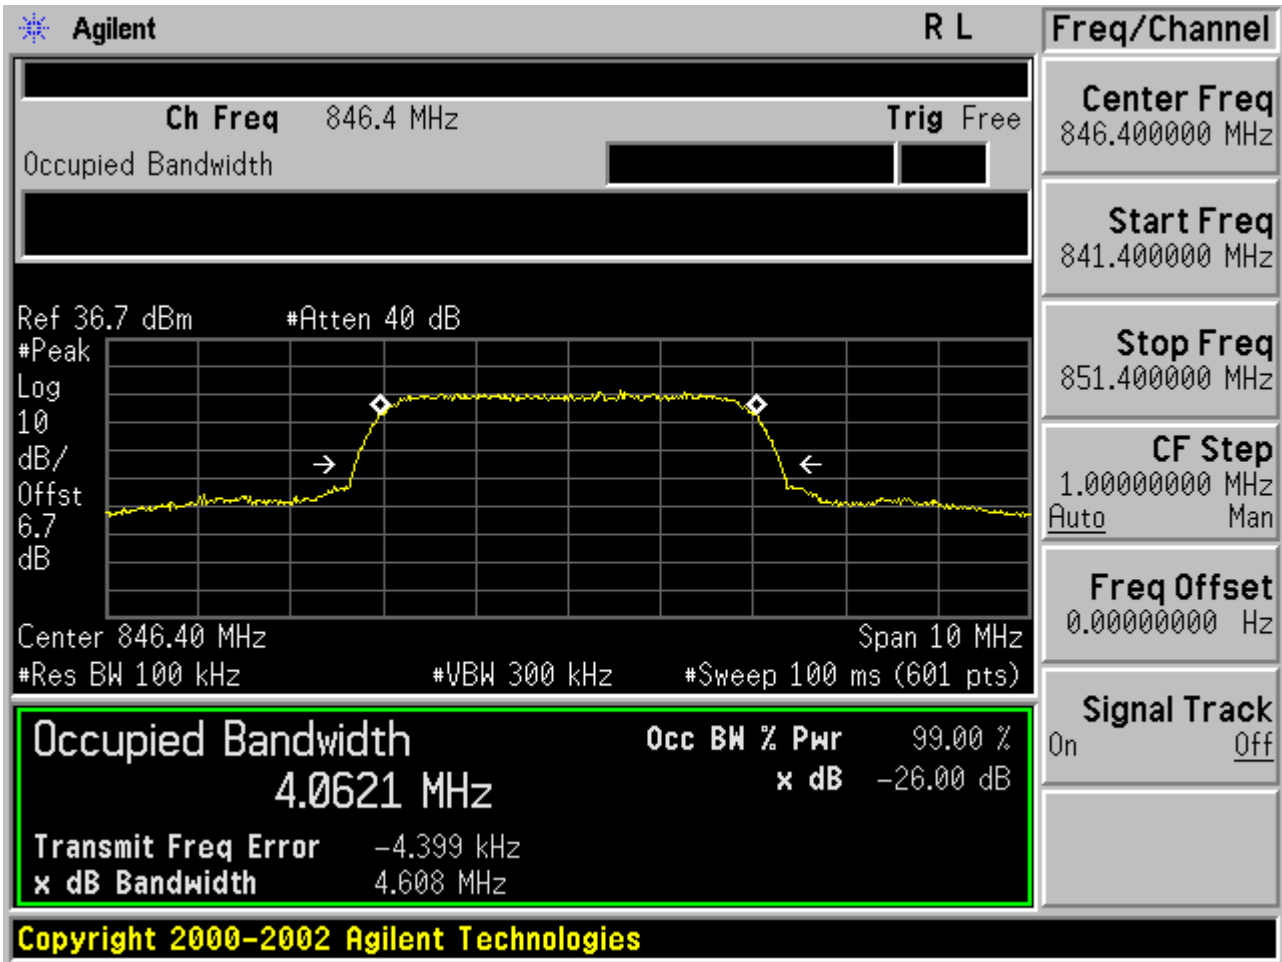 Agilent R L Freq/Channel
Ch Freq 846.4 MHz Trig Free
Occupied Bandwidth
Center Freq
846.400000 MHz
Start Freq
841.400000 MHz
Stop Freq
851.400000 MHz
CF Step
1.00000000 MHz
Auto Man
Freq Offset
0.00000000 Hz
Signal Track
On Off
Ref 36.7 dBm #Atten 40 dB
#Peak
Log
10
dB/
Offst
6.7
dB
Center 846.40 MHz Span 10 MHz
#Res BW 100 kHz #VBW 300 kHz #Sweep 100 ms (601 pts)
Occupied Bandwidth Occ BW % Pwr 99.00 %
4.0621 MHz x dB -26.00 dB
Transmit Freq Error -4.399 kHz
x dB Bandwidth 4.608 MHz
Copyright 2000-2002 Agilent Technologies